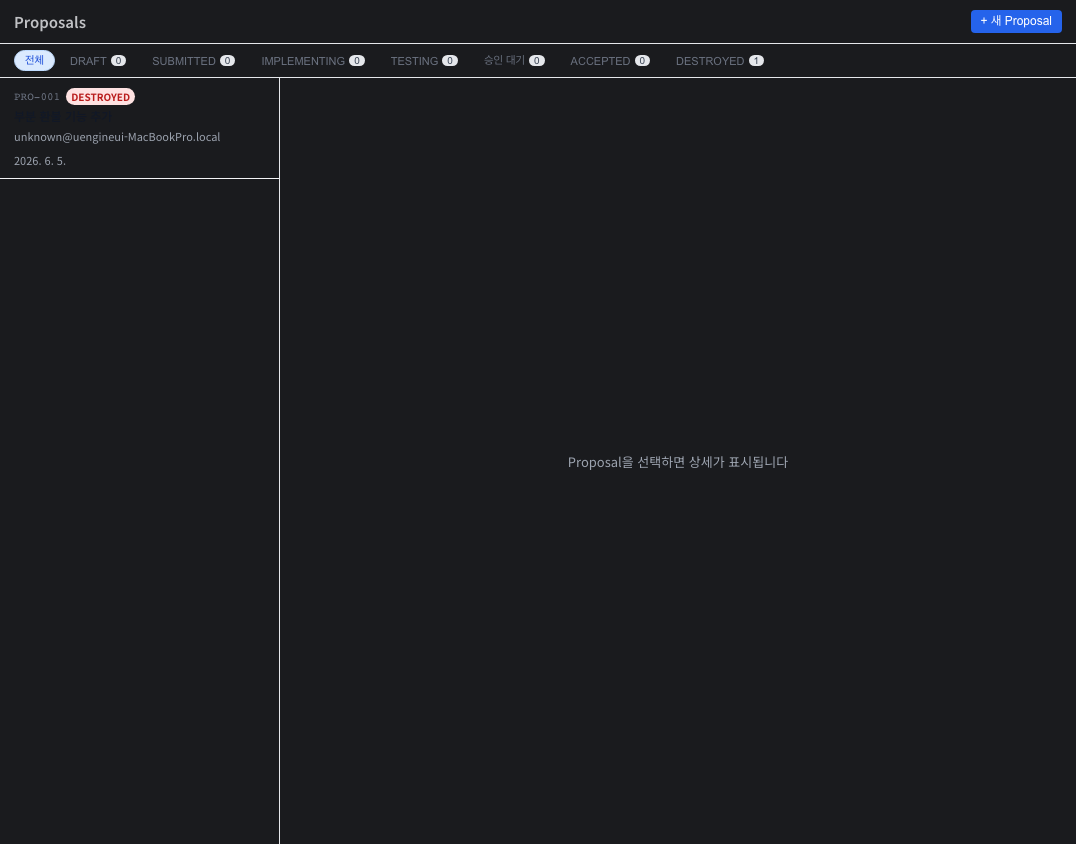 Proposals
+ 새 Proposal
전체 DRAFT 0 SUBMITTED 0 IMPLEMENTING 0 TESTING 0 승인 대기 0 ACCEPTED 0 DESTROYED 1
PRO-001 DESTROYED
unknown@uengineui-MacBookPro.local
2026. 6. 5.
Proposal을 선택하면 상세가 표시됩니다